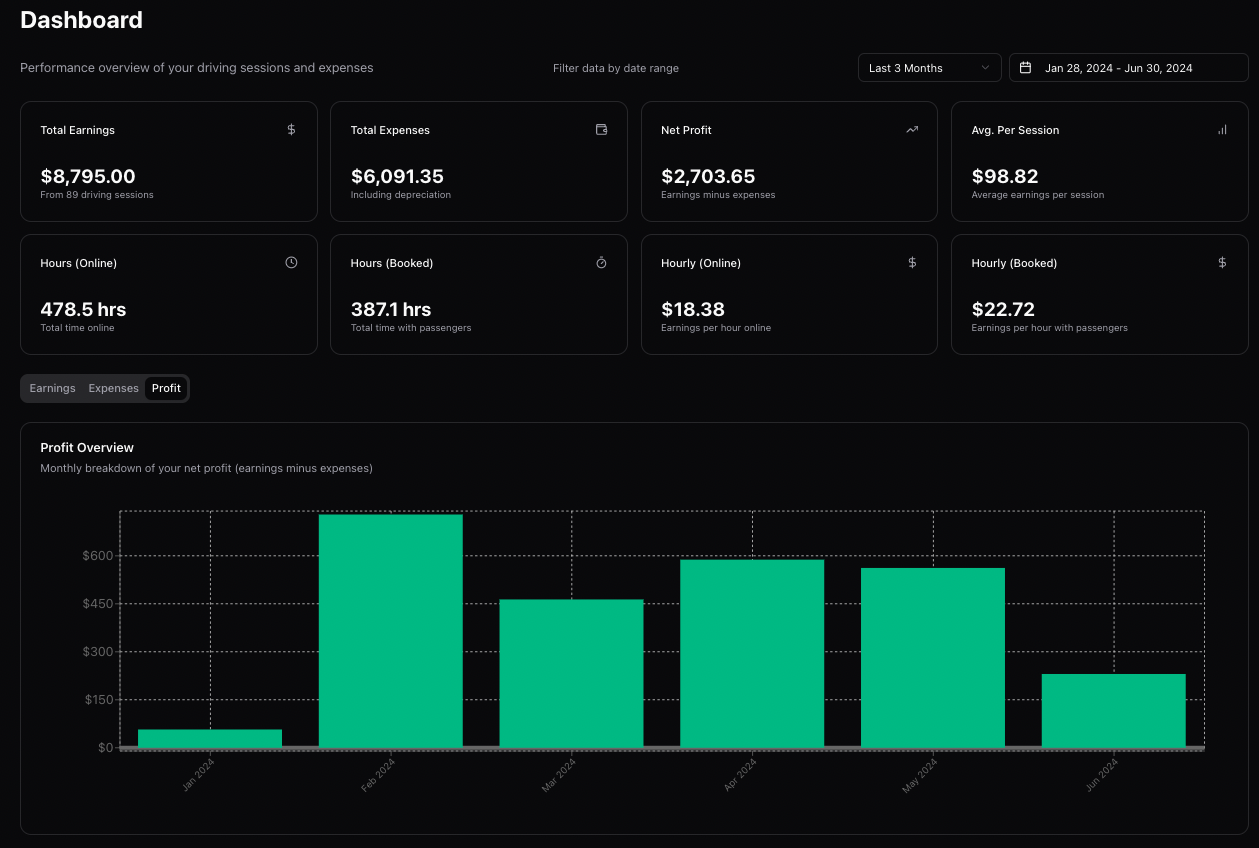 Dashboard
Performance overview of your driving sessions and expenses
Filter data by date range
Last 3 Months
Jan 28, 2024 - Jun 30, 2024
Total Earnings
$8,795.00
From 89 driving sessions
Total Expenses
$6,091.35
Including depreciation
Net Profit
$2,703.65
Earnings minus expenses
Avg. Per Session
$98.82
Average earnings per session
Hours (Online)
478.5 hrs
Total time online
Hours (Booked)
387.1 hrs
Total time with passengers
Hourly (Online)
$18.38
Earnings per hour online
Hourly (Booked)
$22.72
Earnings per hour with passengers
Earnings Expenses Profit
Profit Overview
Monthly breakdown of your net profit (earnings minus expenses)
$600
$450
$300
$150
$0
Jan 2024
Feb 2024
Mar 2024
Apr 2024
May 2024
Jun 2024